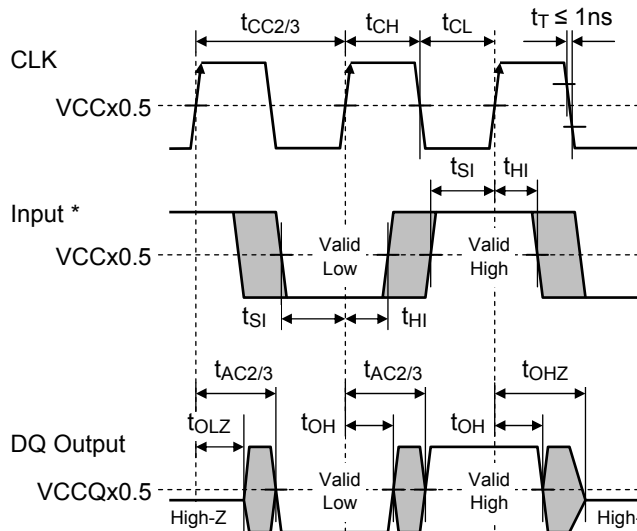 tCC2/3 tCH tCL tT ≤ 1ns
CLK
VCCx0.5
tSI tHI
Input *
VCCx0.5
Valid Low
Valid High
tSI tHI
tAC2/3 tAC2/3 tOHZ
tOLZ tOH tOH
DQ Output
VCCQx0.5
Valid Low
Valid High
High-Z
High-